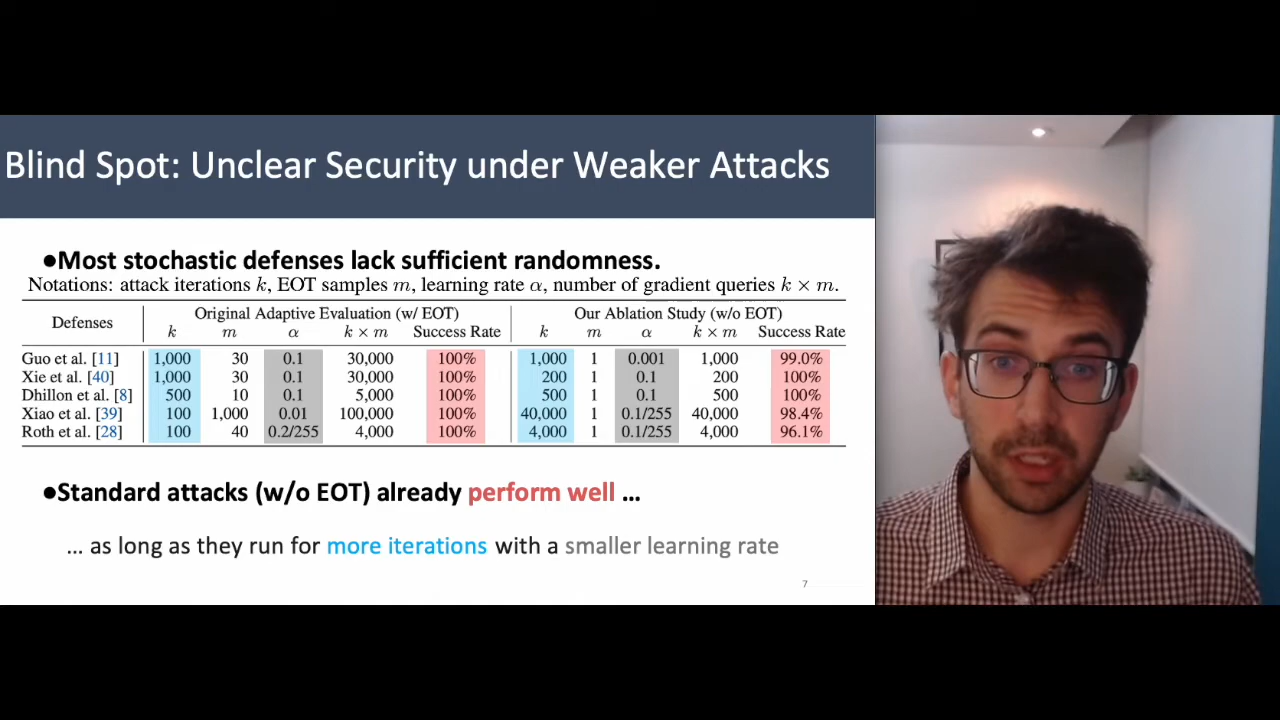 Blind Spot: Unclear Security under Weaker Attacks
●Most stochastic defenses lack sufficient randomness.
Notations: attack iterations k, EOT samples m, learning rate α, number of gradient queries k × m.
Defenses Original Adaptive Evaluation (w/ EOT) Our Ablation Study (w/o EOT)
k m α k × m Success Rate k m α k × m Success Rate
Guo et al. [11] 1,000 30 0.1 30,000 100% 1,000 1 0.001 1,000 99.0%
Xie et al. [40] 1,000 30 0.1 30,000 100% 200 1 0.1 200 100%
Dhillon et al. [8] 500 10 0.1 5,000 100% 500 1 0.1 500 100%
Xiao et al. [39] 100 1,000 0.01 100,000 100% 40,000 1 0.1/255 40,000 98.4%
Roth et al. [28] 100 40 0.2/255 4,000 100% 4,000 1 0.1/255 4,000 96.1%
●Standard attacks (w/o EOT) already perform well ...
... as long as they run for more iterations with a smaller learning rate
7